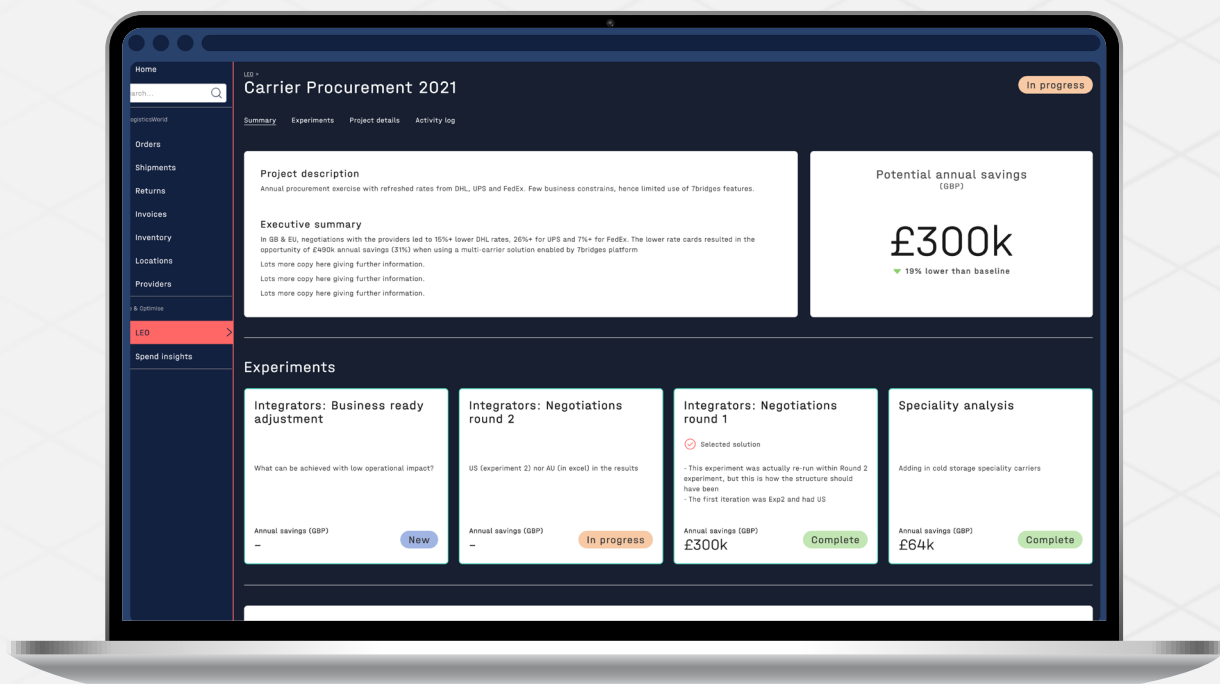 Home
arch...
ogisticsWorld
Orders
Shipments
Returns
Invoices
Inventory
Locations
Providers
& Optimise
LEO
Spend insights
LEO >
Carrier Procurement 2021
In progress
Summary Experiments Project details Activity log
Project description
Annual procurement exercise with refreshed rates from DHL, UPS and FedEx. Few business constrains, hence limited use of 7bridges features.
Executive summary
In GB & EU, negotiations with the providers led to 15%+ lower DHL rates, 26%+ for UPS and 7%+ for FedEx. The lower rate cards resulted in the
opportunity of £490k annual savings (31%) when using a multi-carrier solution enabled by 7bridges platform
Lots more copy here giving further information.
Lots more copy here giving further information.
Lots more copy here giving further information.
Potential annual savings
(GBP)
£300k
19% lower than baseline
Experiments
Integrators: Business ready
adjustment
What can be achieved with low operational impact?
Annual savings (GBP)
–
New
Integrators: Negotiations
round 2
US (experiment 2) nor AU (in excel) in the results
Annual savings (GBP)
–
In progress
Integrators: Negotiations
round 1
Selected solution
- This experiment was actually re-run within Round 2
experiment, but this is how the structure should
have been
- The first iteration was Exp2 and had US
Annual savings (GBP)
£300k
Complete
Speciality analysis
Adding in cold storage speciality carriers
Annual savings (GBP)
£64k
Complete